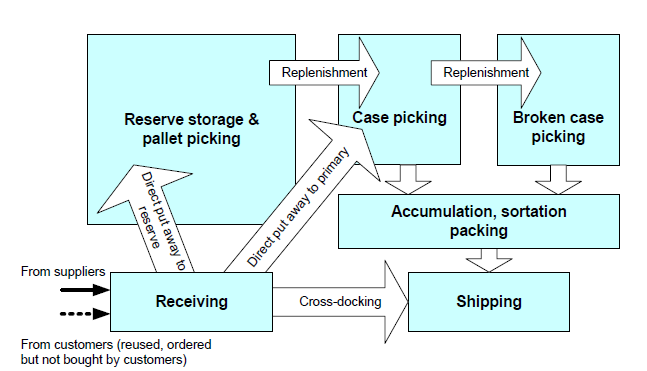 Replenishment
Replenishment
Reserve storage &
pallet picking
Case picking
Broken case
picking
Direct put away to
reserve
Direct put away to primary
Accumulation, sortation
packing
From suppliers
Receiving
Cross-docking
Shipping
From customers (reused, ordered
but not bought by customers)